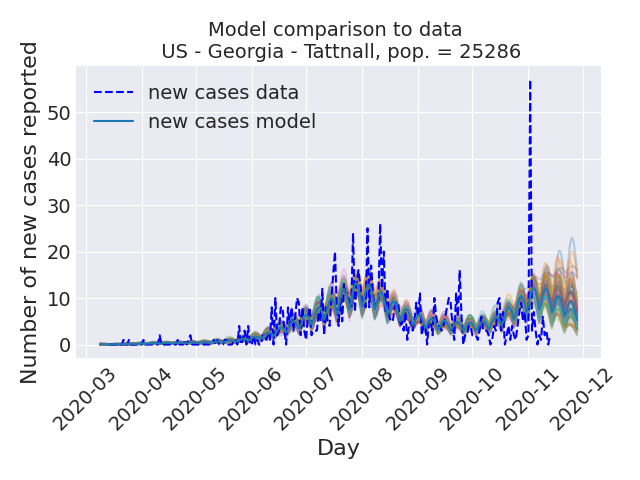 Model comparison to data
US - Georgia - Tattnall, pop. = 25286
Number of new cases reported
50
40
30
20
10
0
new cases data
new cases model
2020-03
2020-04
2020-05
2020-06
2020-07
2020-08
2020-09
2020-10
2020-11
2020-12
Day